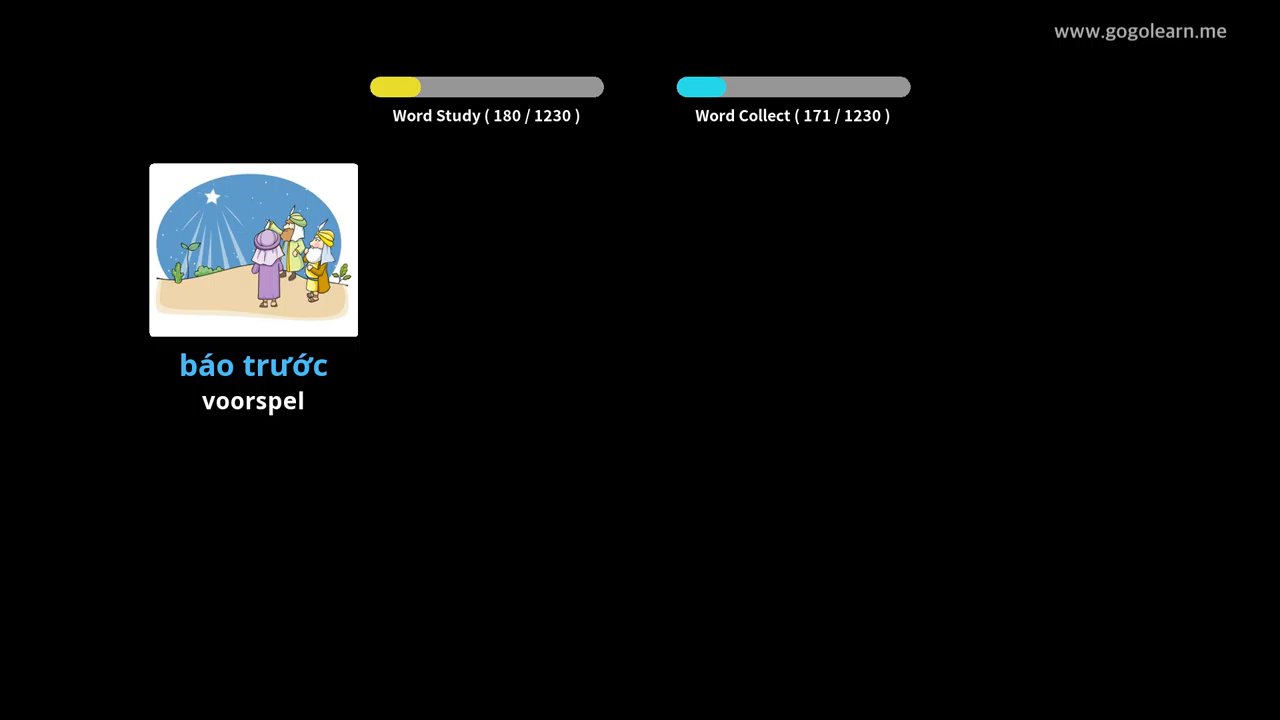 www.gogolearn.me
Word Study ( 180 / 1230 )
Word Collect ( 171 / 1230 )
báo trước
voorspel